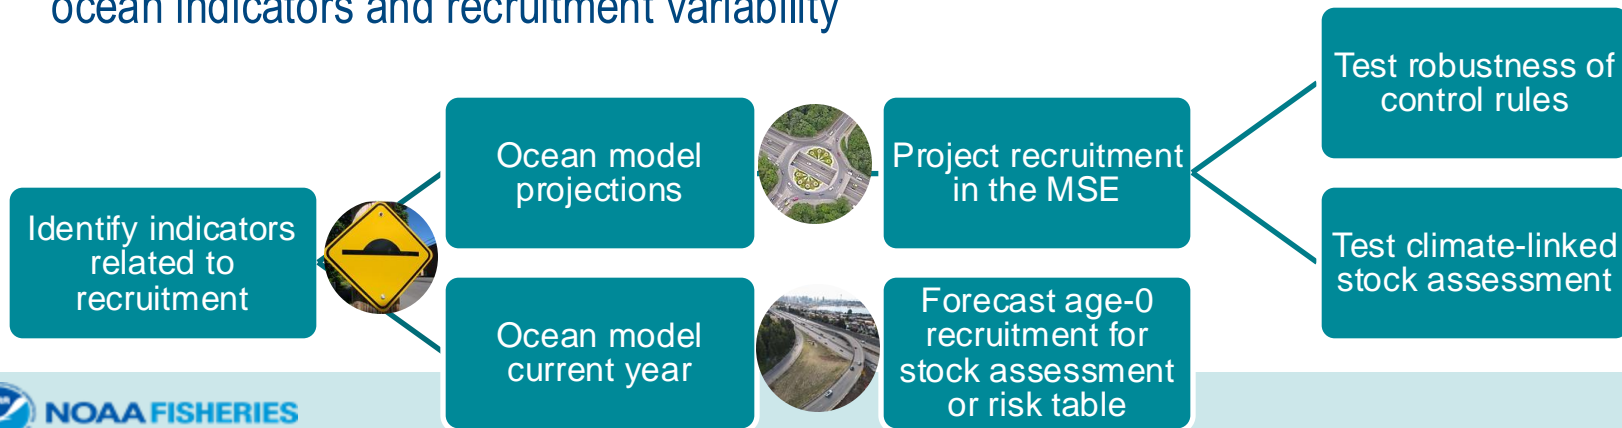 ocean indicators and recruitment variability
Identify indicators
related to
recruitment
Ocean model
projections
Project recruitment
in the MSE
Test robustness of
control rules
Test climate-linked
stock assessment
Ocean model
current year
Forecast age-0
recruitment for
stock assessment
or risk table
NOAA FISHERIES